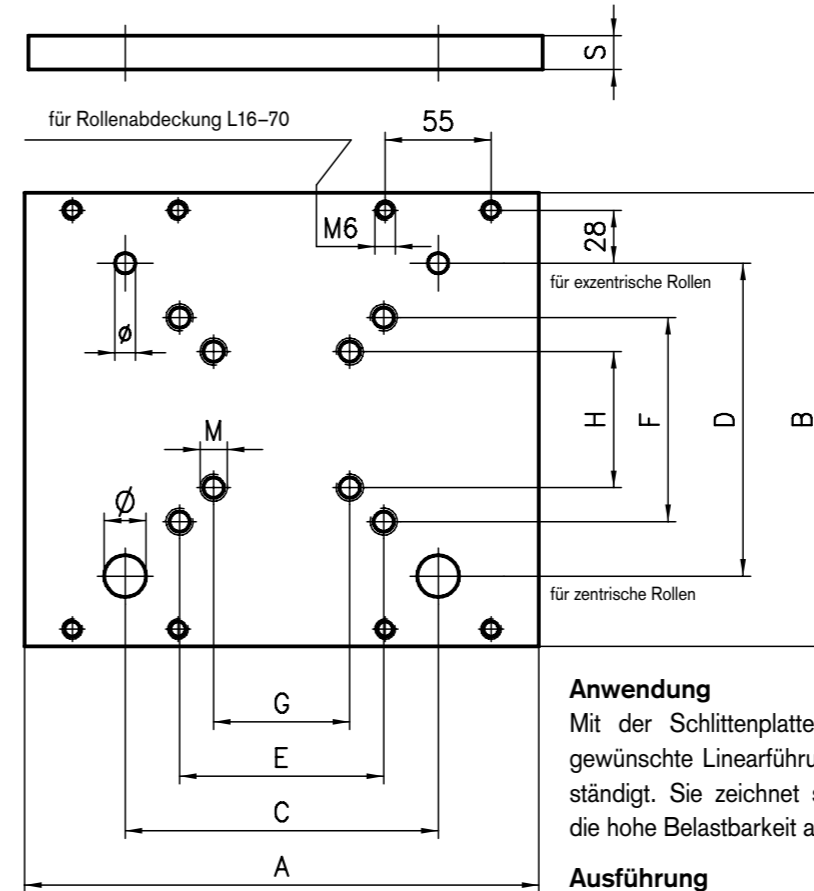 S
für Rollenabdeckung L16–70
55
M6
28
für exzentrische Rollen
ø
M
H
F
D
B
Ø
für zentrische Rollen
G
E
C
A
Anwendung
Mit der Schlittenplatte
gewünschte Linearführu
ständigt. Sie zeichnet s
die hohe Belastbarkeit a
Ausführung